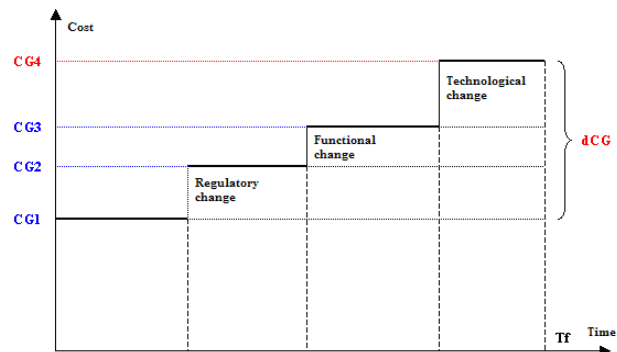 Cost
CG4
Technological
change
CG3
Functional
change
dCG
CG2
Regulatory
change
CG1
Tf
Time